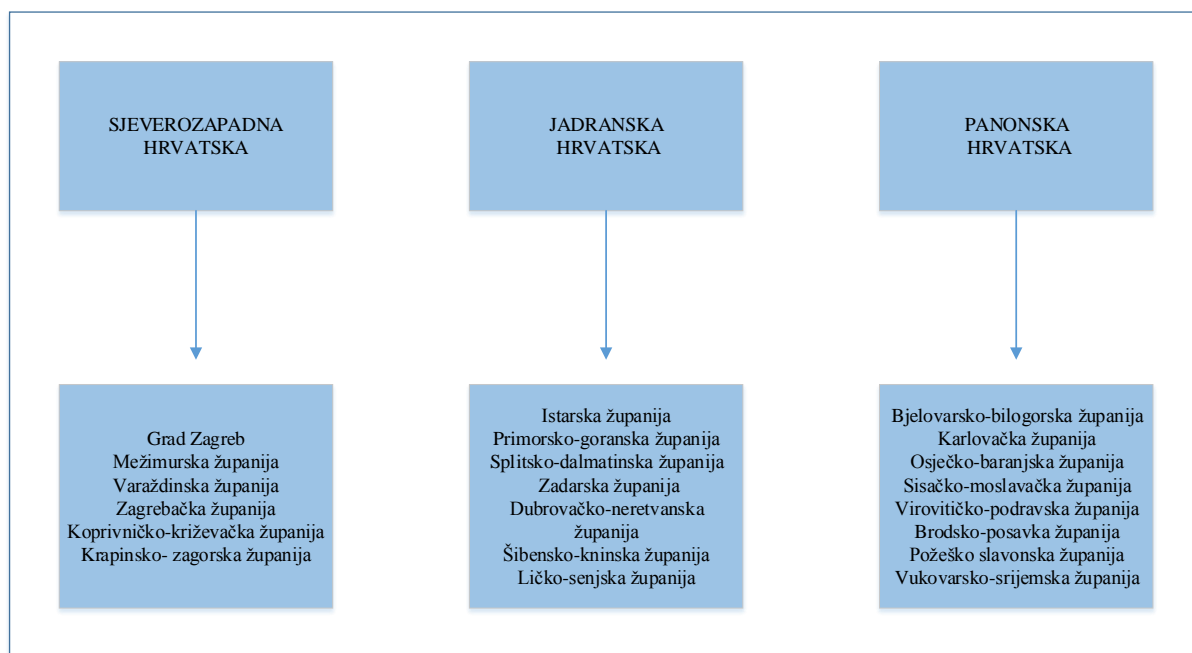 SJEVEROZAPADNA
HRVATSKA
JADRANSKA
HRVATSKA
PANONSKA
HRVATSKA
Grad Zagreb
Mežimurska županija
Varaždinska županija
Zagrebačka županija
Koprivničko-križevačka županija
Krapinsko- zagorska županija
Istarska županija
Primorsko-goranska županija
Splitsko-dalmatinska županija
Zadarska županija
Dubrovačko-neretvanska
županija
Šibensko-kninska županija
Ličko-senjska županija
Bjelovarsko-bilogorska županija
Karlovačka županija
Osječko-baranjska županija
Sisačko-moslavačka županija
Virovitičko-podravska županija
Brodsko-posavka županija
Požeško slavonska županija
Vukovarsko-srijemska županija